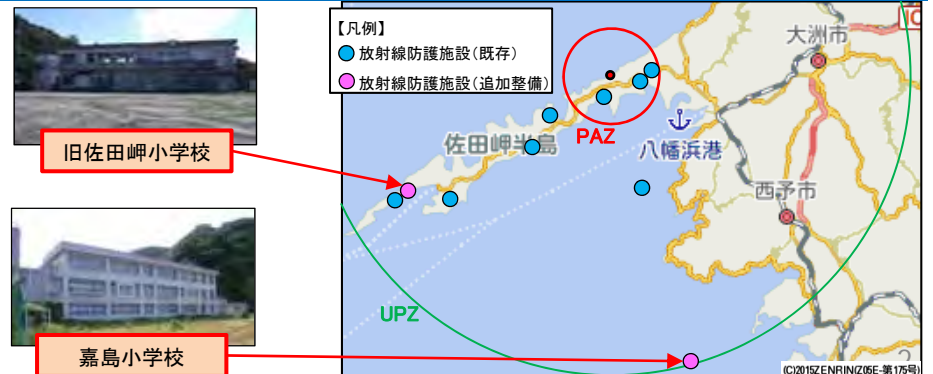 【凡例】
放射線防護施設(既存)
放射線防護施設(追加整備)
大洲市
旧佐田岬小学校
佐田岬半島
PAZ
八幡浜港
西予市
UPZ
嘉島小学校
(C)2015ZENRIN(Z05E-第175号)